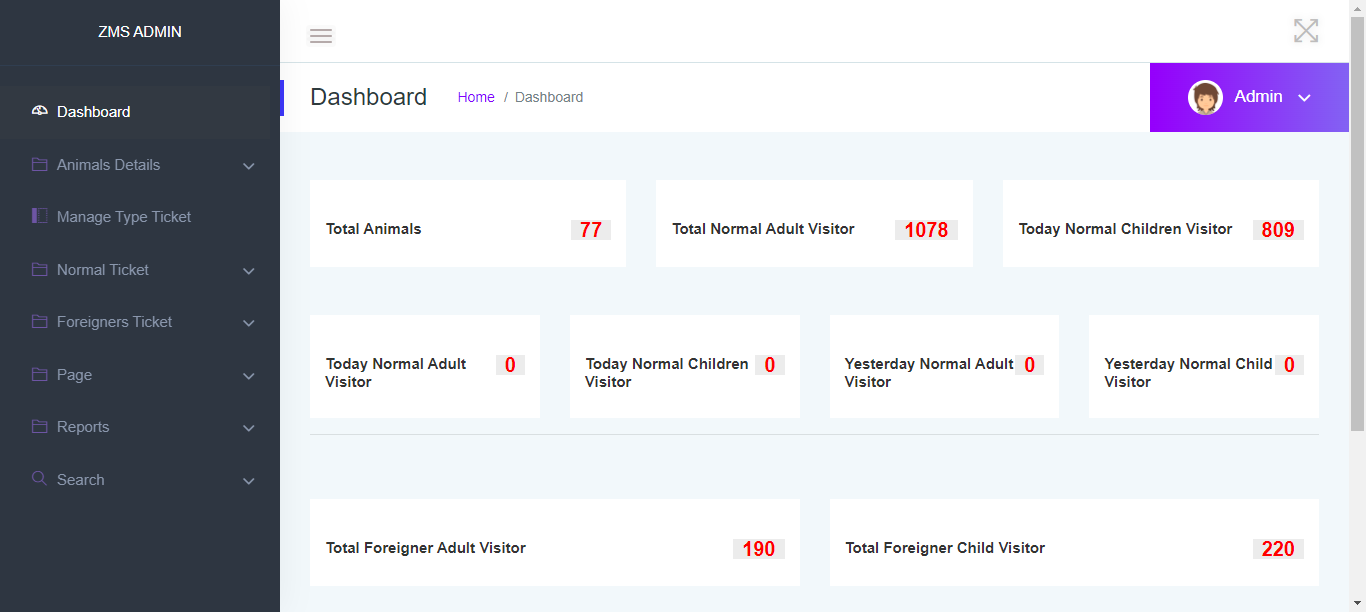 ZMS ADMIN
Dashboard
Animals Details
Manage Type Ticket
Normal Ticket
Foreigners Ticket
Page
Reports
Search
Dashboard
Home / Dashboard
Admin
Total Animals
77
Total Normal Adult Visitor
1078
Today Normal Children Visitor
809
Today Normal Adult
Visitor
0
Today Normal Children
Visitor
0
Yesterday Normal Adult
Visitor
0
Yesterday Normal Child
Visitor
0
Total Foreigner Adult Visitor
190
Total Foreigner Child Visitor
220